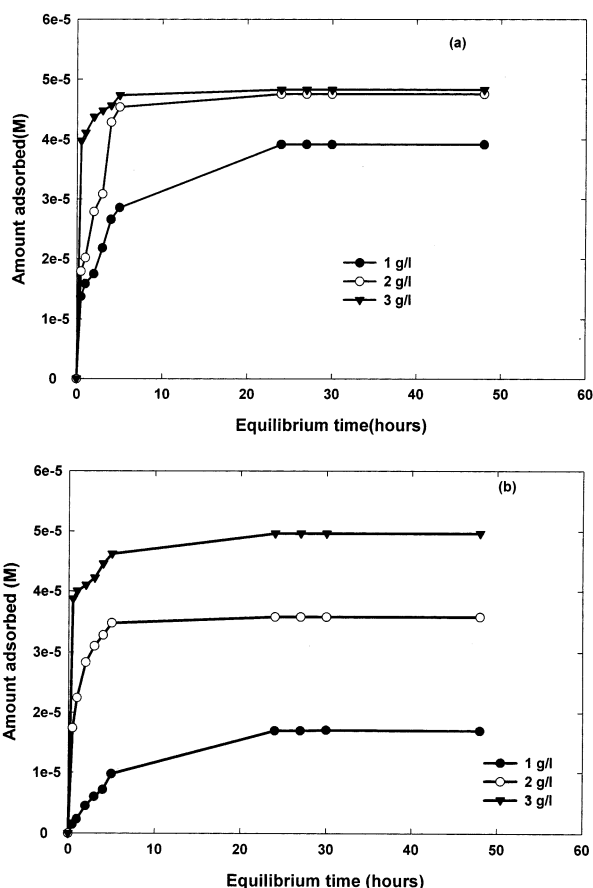 6e-5
(a)
5e-5
4e-5
3e-5
2e-5
1e-5
0
Amount adsorbed(M)
1 g/l
2 g/l
3 g/l
0 10 20 30 40 50 60
Equilibrium time(hours)
6e-5
(b)
5e-5
4e-5
3e-5
2e-5
1e-5
0
Amount adsorbed (M)
1 g/l
2 g/l
3 g/l
0 10 20 30 40 50 60
Equilibrium time (hours)